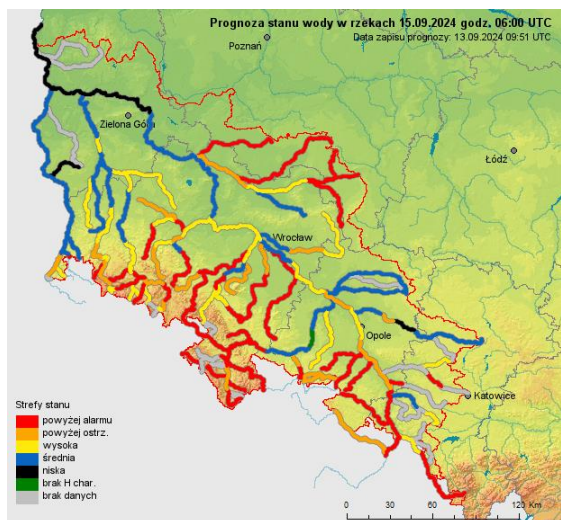 Prognoza stanu wody w rzekach 15.09.2024 godz. 06:00 UTC
Data zapisu prognozy: 13.09.2024 09:51 UTC
Poznań
Zielona Góra
Łódź
Wrocław
Opole
Katowice
Strefy stanu
powyżej alarmu
powyżej ostrz.
wysoka
średnia
niska
brak H char.
brak danych
0 30 60 120 Km